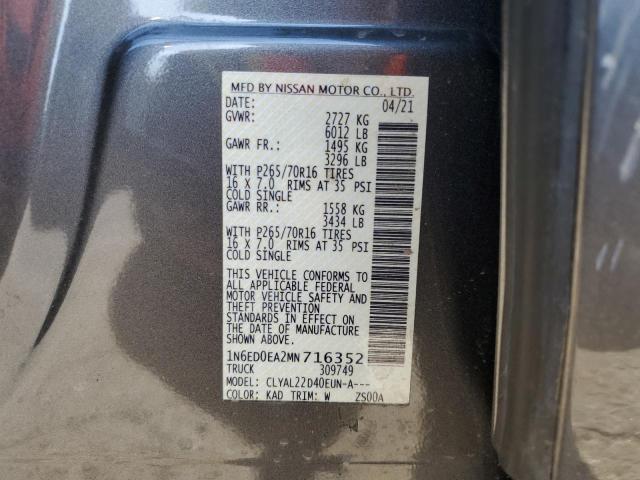 MFD BY NISSAN MOTOR CO., LTD.
DATE: 04/21
GVWR: 2727 KG
6012 LB
GAWR FR.: 1495 KG
3296 LB
WITH P265/70R16 TIRES
16 X 7.0 RIMS AT 35 PSI
COLD SINGLE
GAWR RR.: 1558 KG
3434 LB
WITH P265/70R16 TIRES
16 X 7.0 RIMS AT 35 PSI
COLD SINGLE
THIS VEHICLE CONFORMS TO
ALL APPLICABLE FEDERAL
MOTOR VEHICLE SAFETY AND
THEFT PREVENTION
STANDARDS IN EFFECT ON
THE DATE OF MANUFACTURE
SHOWN ABOVE.
1N6ED0EA2MN716352
TRUCK 309749
MODEL: CLYAL22D40EUN-A---
COLOR: KAD TRIM: W ZS00A